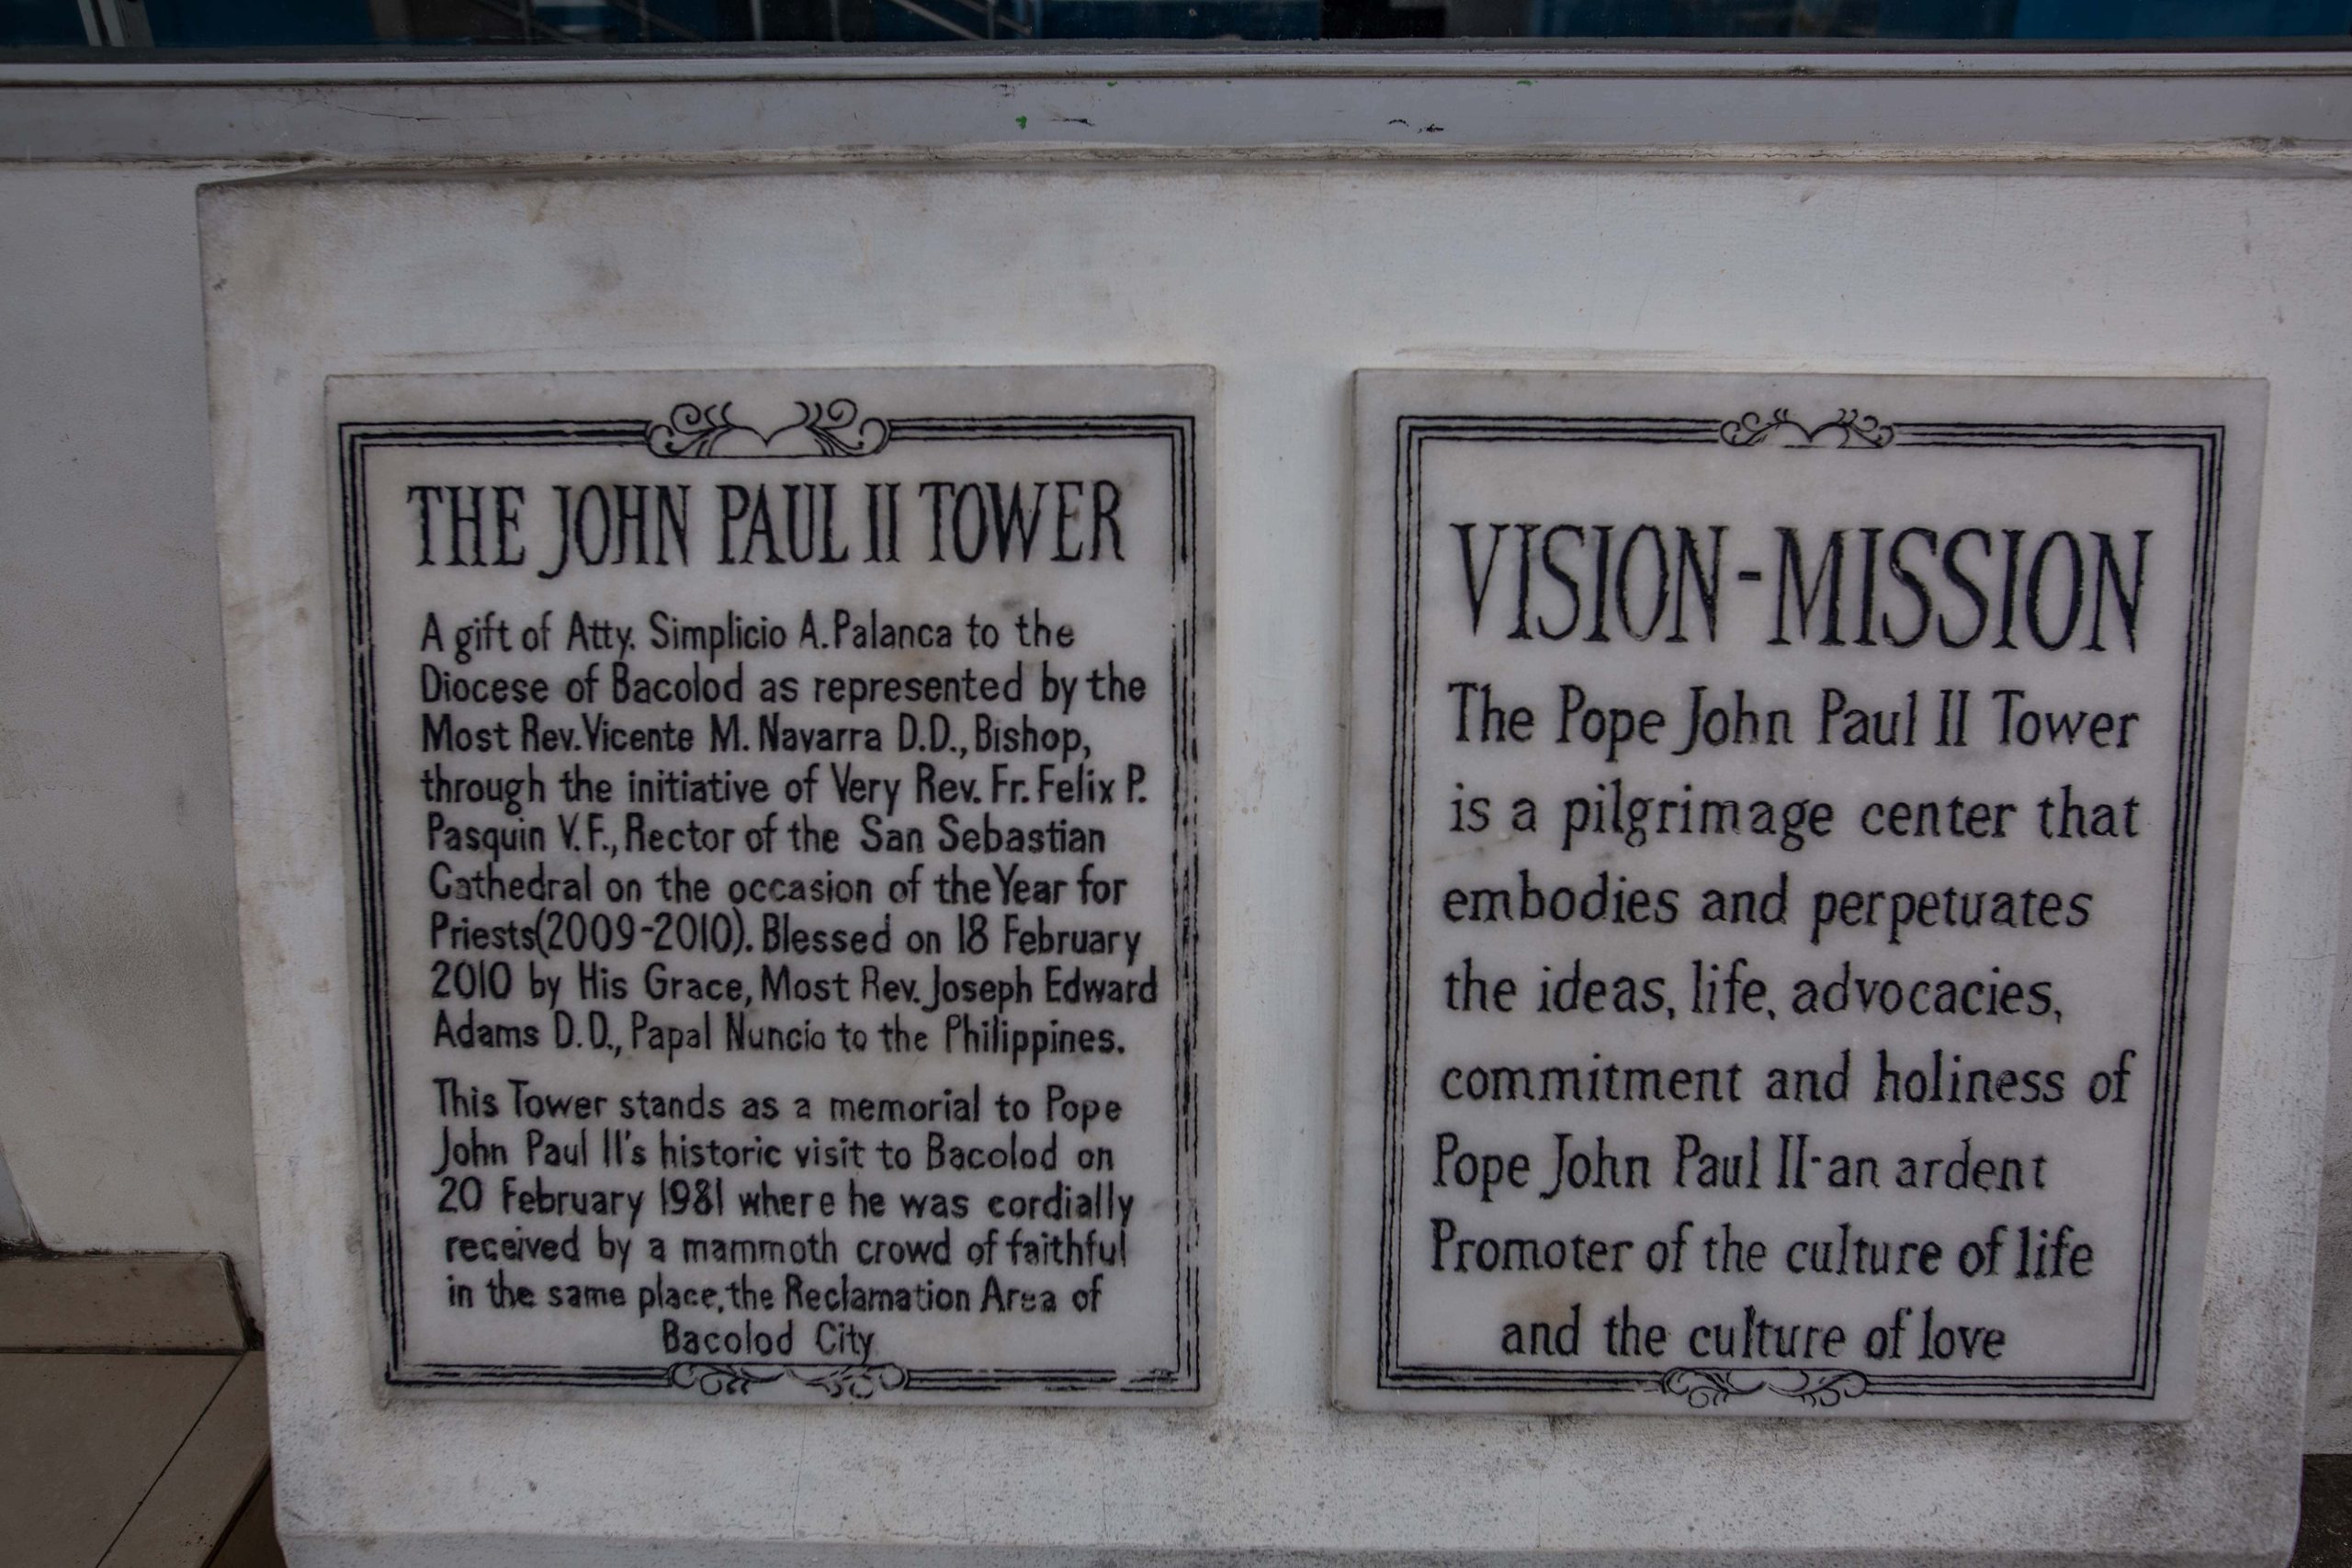 THE JOHN PAUL II TOWER
A gift of Atty. Simplicio A. Palanca to the
Diocese of Bacolod as represented by the
Most Rev. Vicente M. Navarra D.D., Bishop,
through the initiative of Very Rev. Fr. Felix P.
Pasquin V.F., Rector of the San Sebastian
Cathedral on the occasion of the Year for
Priests (2009-2010). Blessed on 18 February
2010 by His Grace, Most Rev. Joseph Edward
Adams D.D., Papal Nuncio to the Philippines.
This Tower stands as a memorial to Pope
John Paul II's historic visit to Bacolod on
20 February 1981 where he was cordially
received by a mammoth crowd of faithful
in the same place, the Reclamation Area of
Bacolod City
VISION-MISSION
The Pope John Paul II Tower
is a pilgrimage center that
embodies and perpetuates
the ideas, life, advocacies,
commitment and holiness of
Pope John Paul II-an ardent
Promoter of the culture of life
and the culture of love